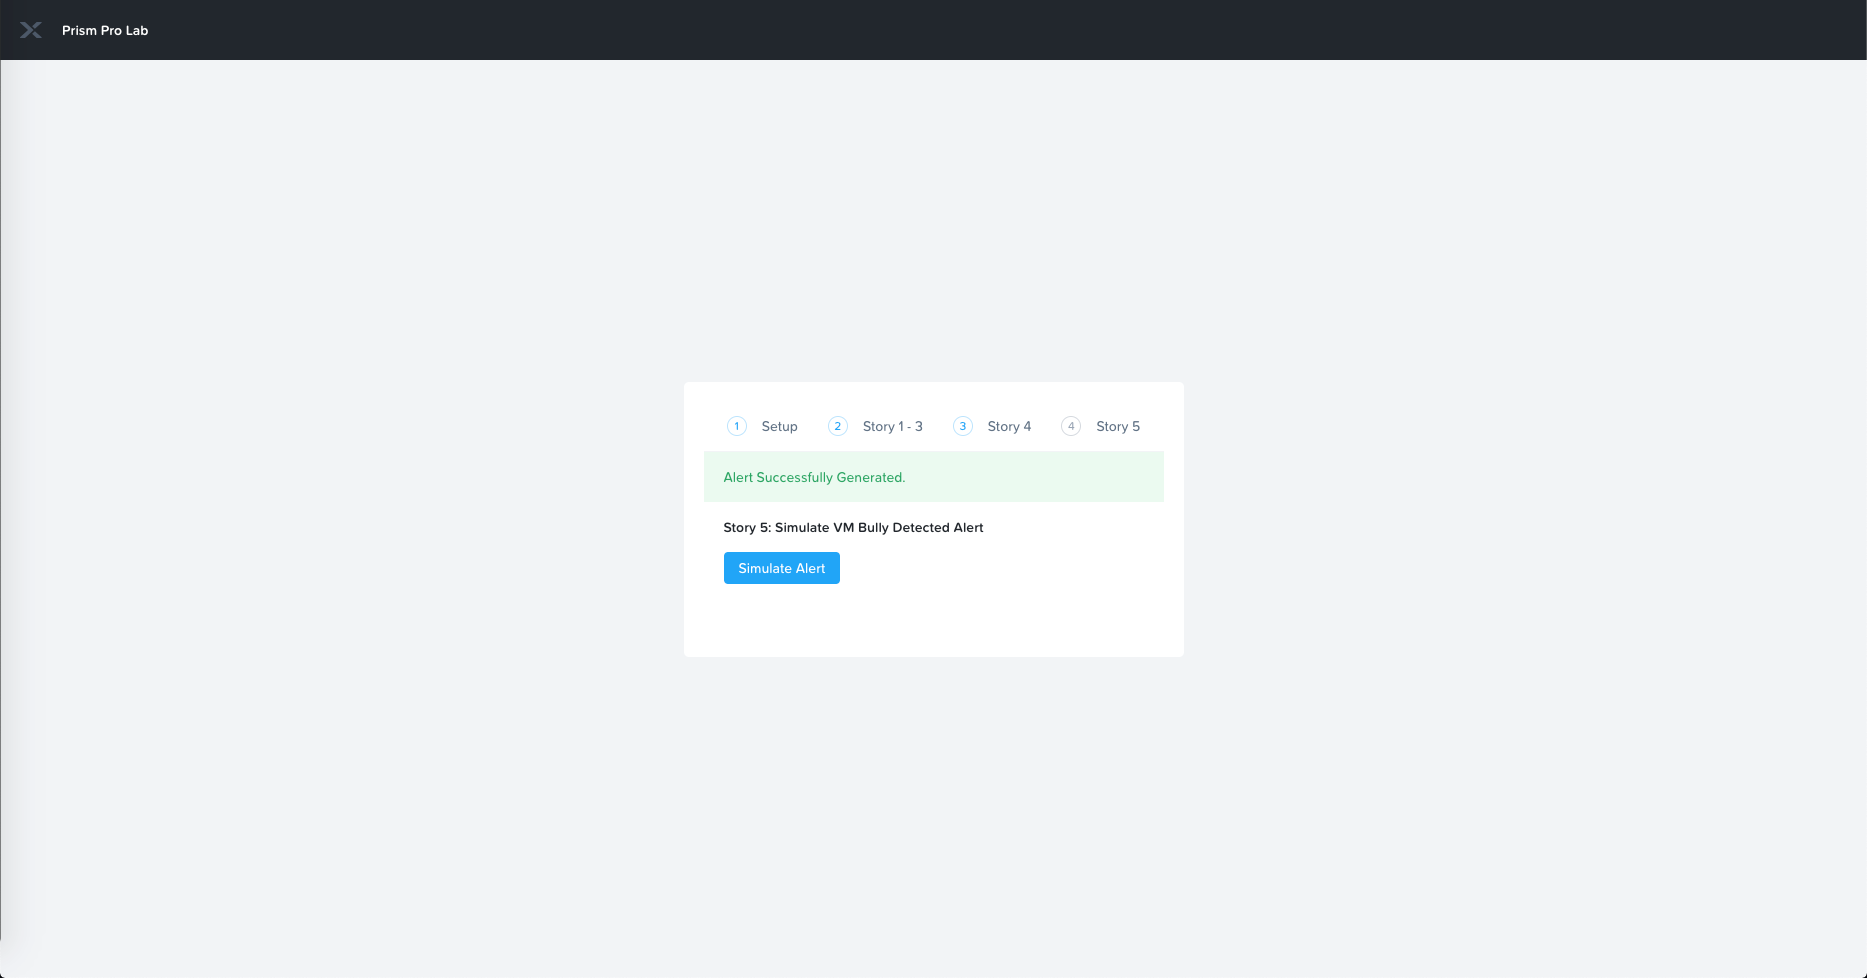 Prism Pro Lab
1 Setup 2 Story 1 - 3 3 Story 4 4 Story 5
Alert Successfully Generated.
Story 5: Simulate VM Bully Detected Alert
Simulate Alert